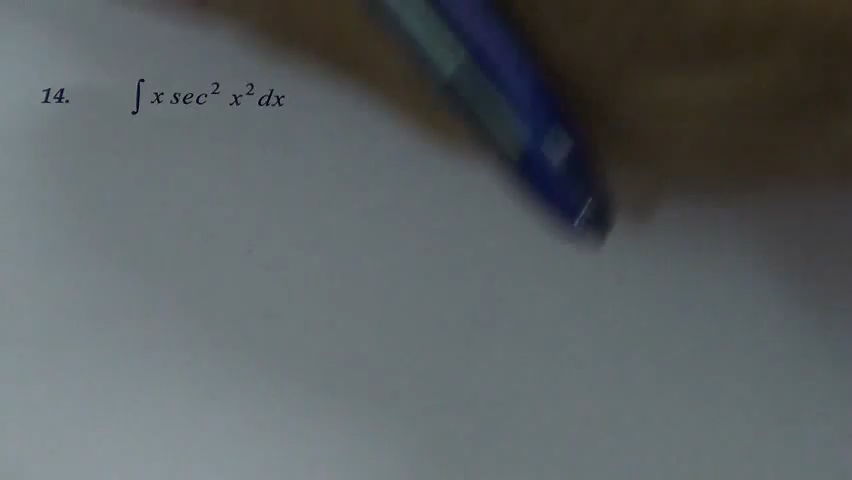 14. ∫ x sec² x² dx